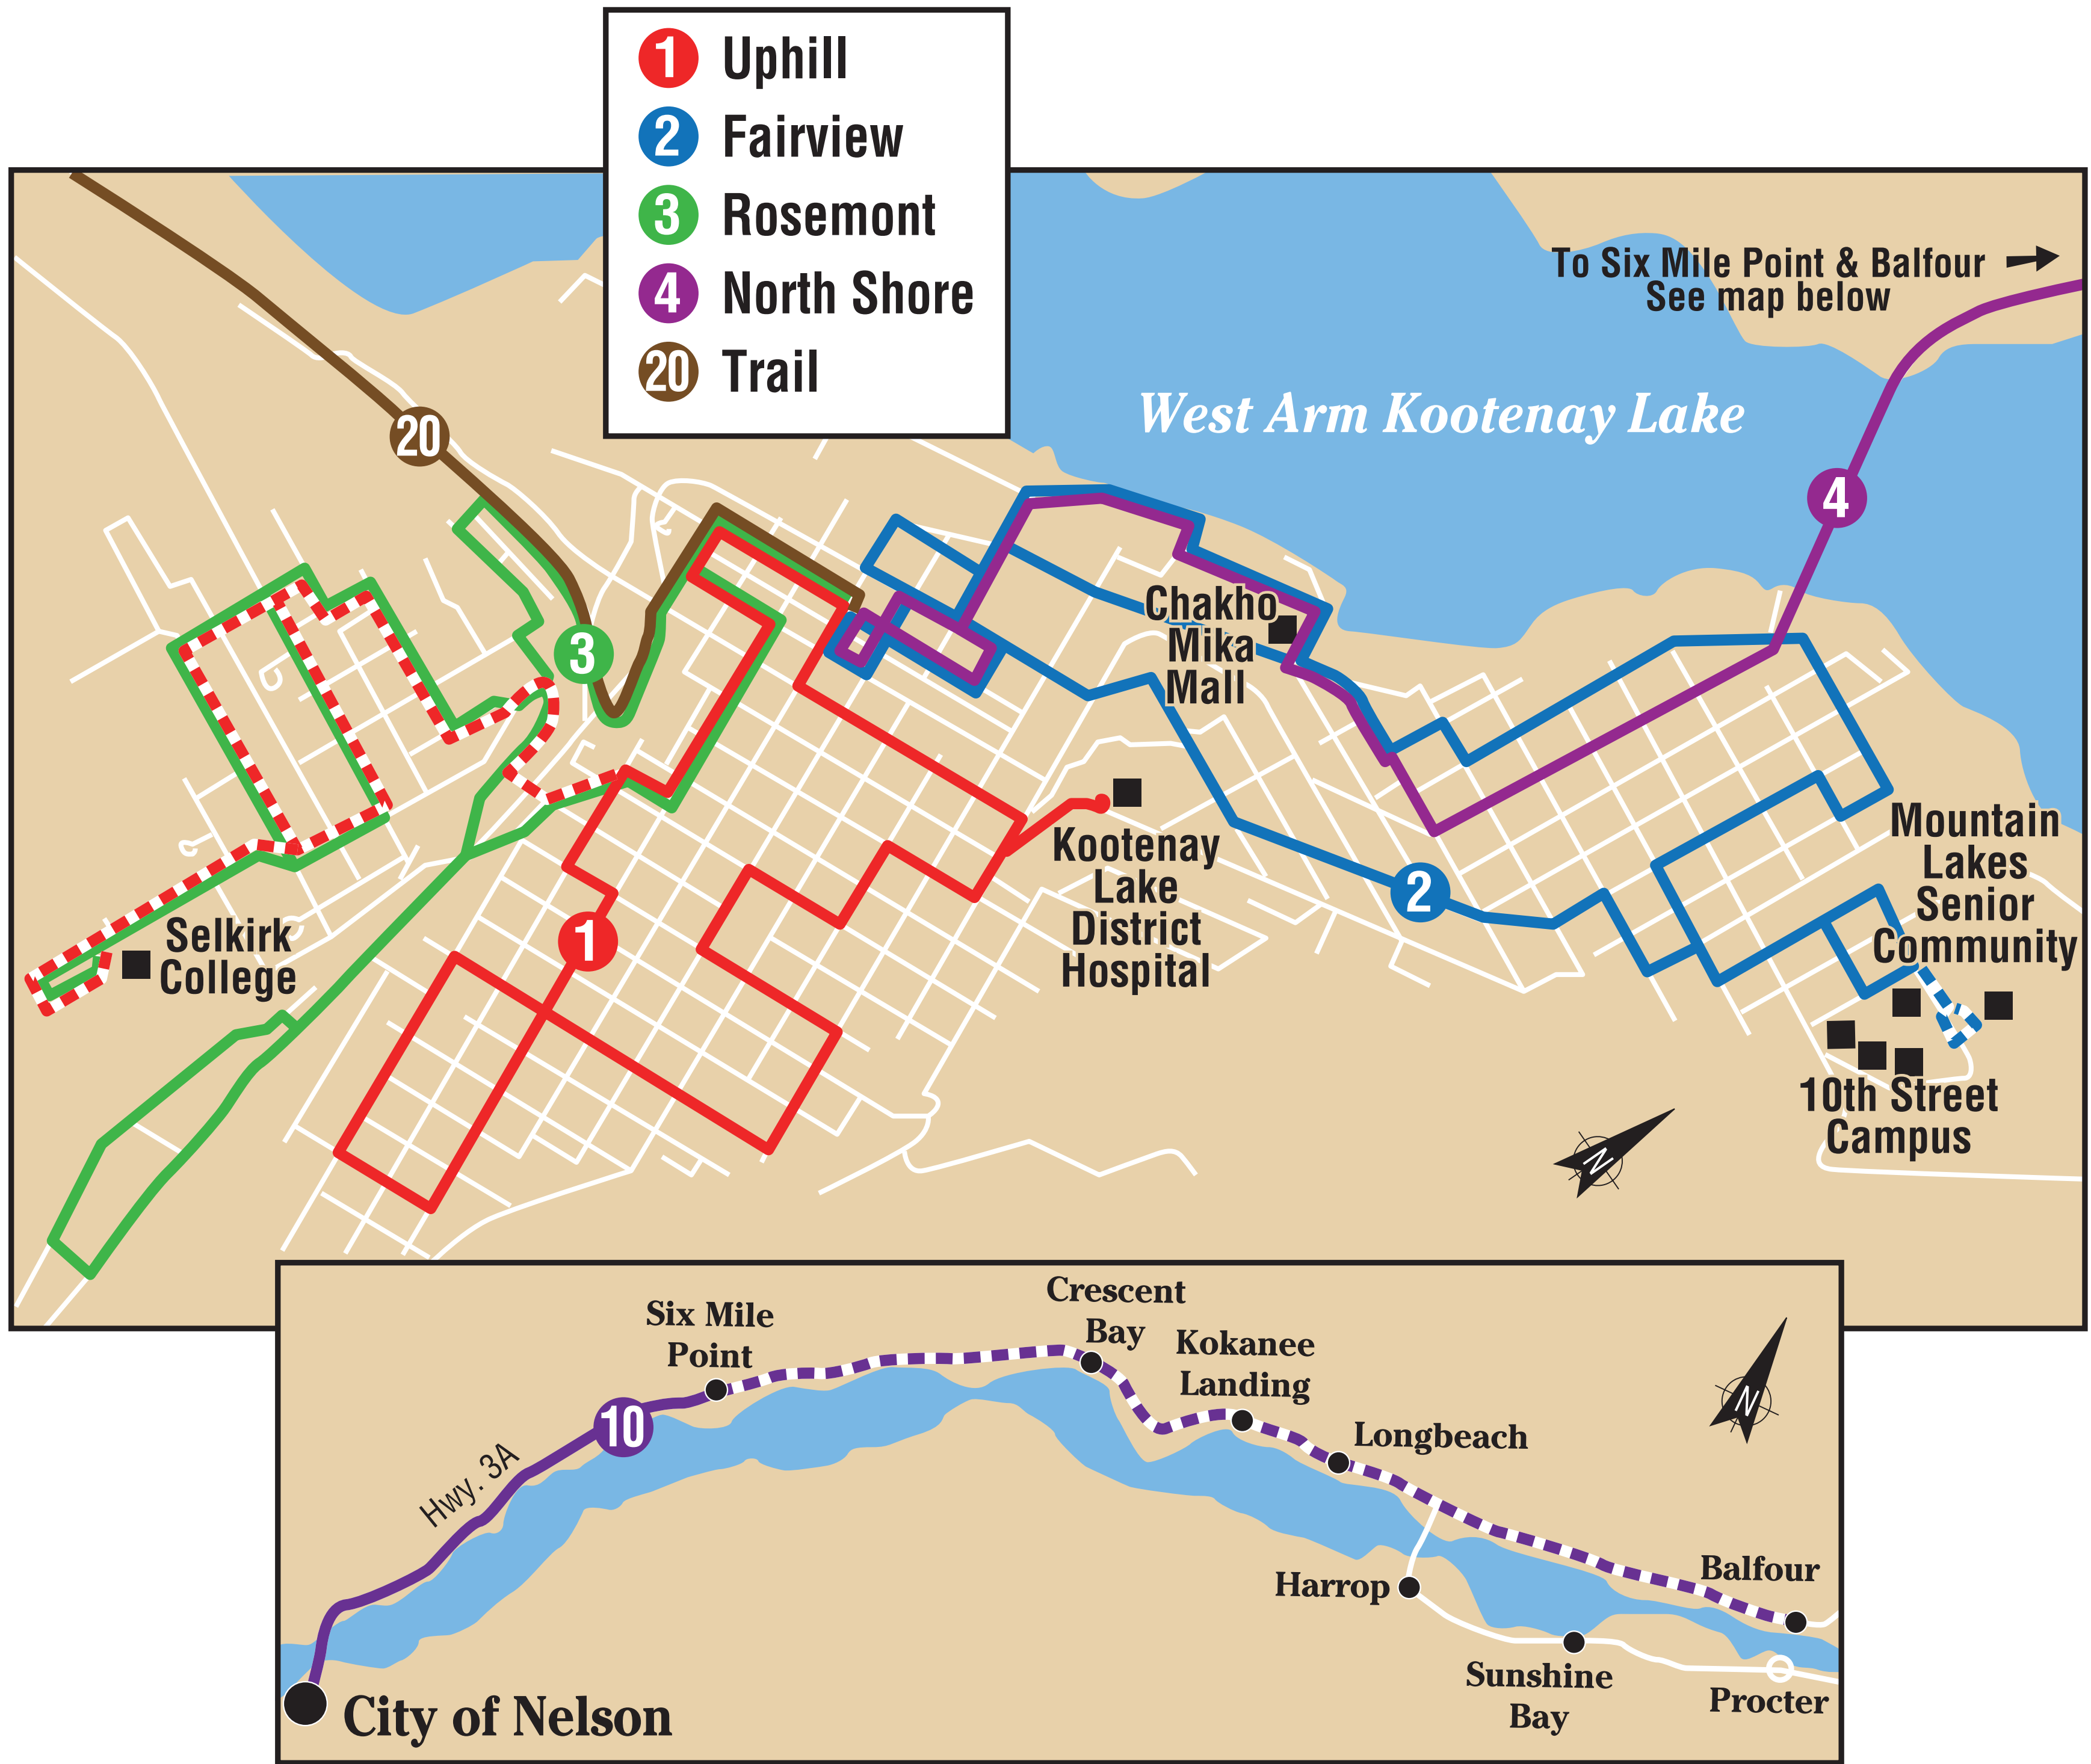 1 Uphill
2 Fairview
3 Rosemont
4 North Shore
20 Trail
To Six Mile Point & Balfour
See map below
West Arm Kootenay Lake
20
4
3
Chakho
Mika
Mall
Kootenay
Lake
District
Hospital
2
Mountain
Lakes
Senior
Community
1
Selkirk
College
10th Street
Campus
N
Crescent
Bay
Six Mile
Point
Kokanee
Landing
N
10
Longbeach
Hwy. 3A
Balfour
Harrop
Sunshine
Bay
Procter
City of Nelson